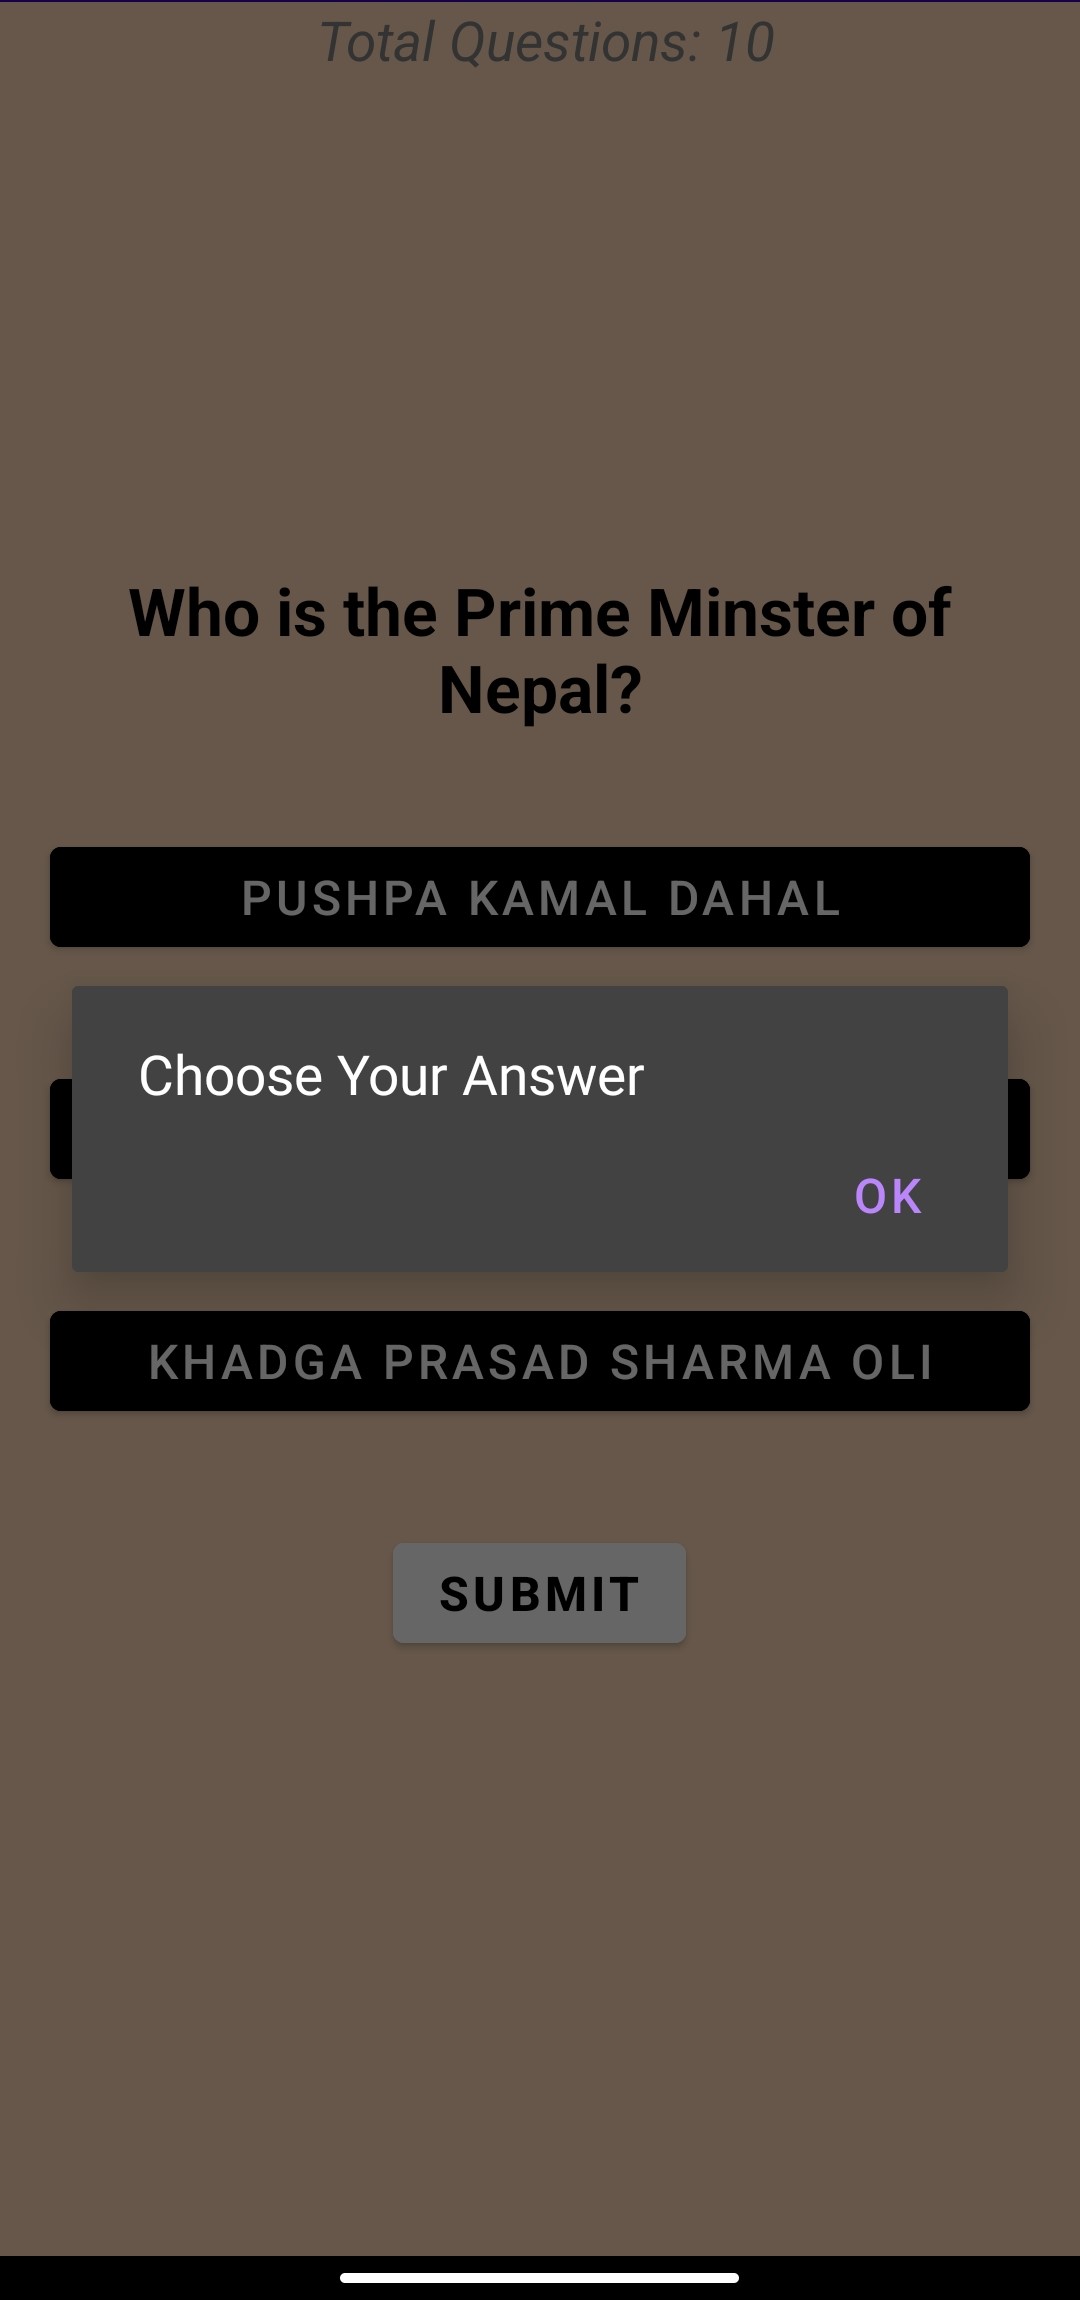 Total Questions: 10
Who is the Prime Minster of
Nepal?
PUSHPA KAMAL DAHAL
Choose Your Answer
OK
KHADGA PRASAD SHARMA OLI
SUBMIT